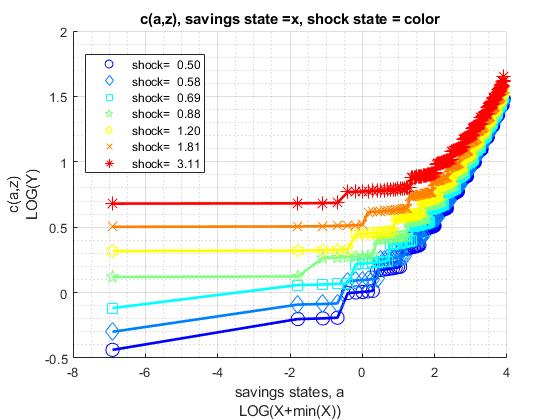 c(a,z), savings state =x, shock state = color
c(a,z)
LOG(Y)
2
1.5
1
0.5
0
-0.5
shock= 0.50
shock= 0.58
shock= 0.69
shock= 0.88
shock= 1.20
shock= 1.81
shock= 3.11
-8 -6 -4 -2 0 2 4
savings states, a
LOG(X+min(X))